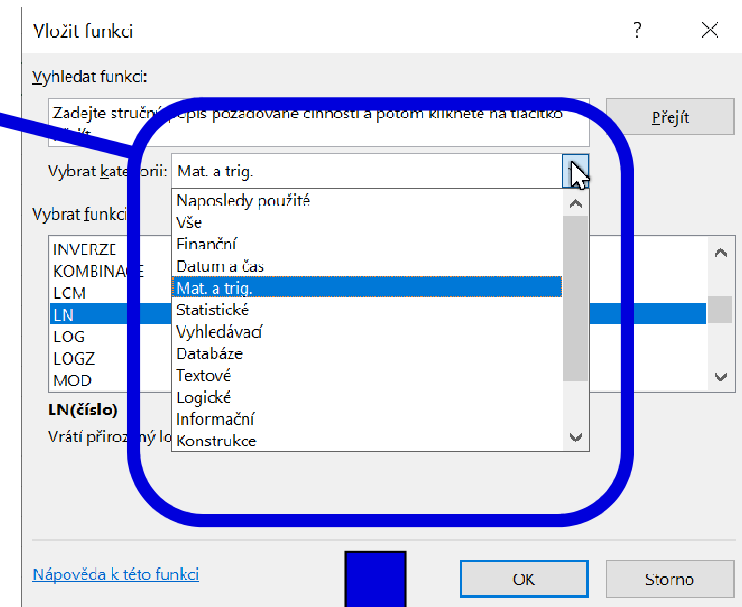 Vložit funkci
?
Vyhledat funkci:
Zadejte stručný popis požadované činnosti a potom klikněte na tlačítko
Přejít
Vybrat kategorii: Mat. a trig.
Naposledy použité
Vybrat funkci
Vše
Finanční
INVERZE
Datum a čas
KOMBINACE
Mat. a trig.
LCM
Statistické
LN
Vyhledávací
LOG
Databáze
LOGZ
Textové
MOD
Logické
LN(číslo)
Informační
Vrátí přirozený lo
Konstrukce
Nápověda k této funkci
OK
Storno